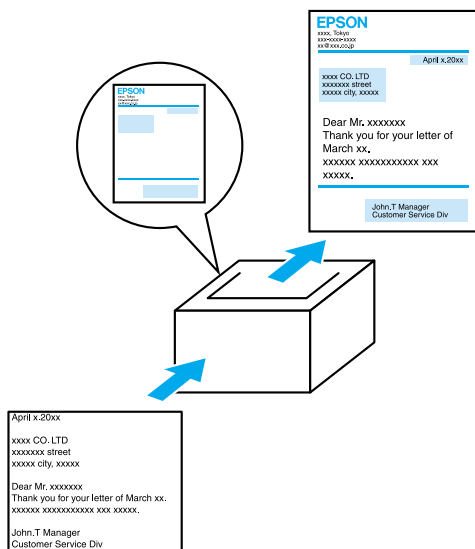 EPSON
xxxx, Tokyo
xxx-xxxx-xxxx
xx@xxx.co.jp
April x.20xx
xxxx CO. LTD
xxxxxxx street
xxxxx city, xxxxx
Dear Mr. xxxxxxx
Thank you for your letter of
March xx.
xxxxxx xxxxxxxxxxx xxx
xxxxx.
John.T Manager
Customer Service Div
EPSON
xxxx, Tokyo
April x.20xx
xxxx CO. LTD
xxxxxxx street
xxxxx city, xxxxx
Dear Mr. xxxxxxx
Thank you for your letter of March xx.
xxxxxx xxxxxxxxxxx xxx xxxxx.
John.T Manager
Customer Service Div